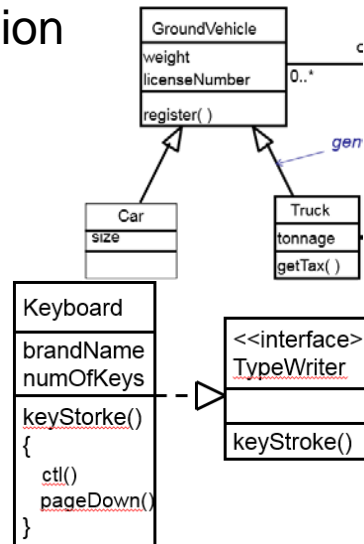 ion
GroundVehicle
weight
licenseNumber
register( )
0..*
Car
size
Truck
tonnage
getTax( )
Keyboard
brandName
numOfKeys
keyStorke()
{
ctl()
pageDown()
}
<<interface>
TypeWriter
keyStroke()